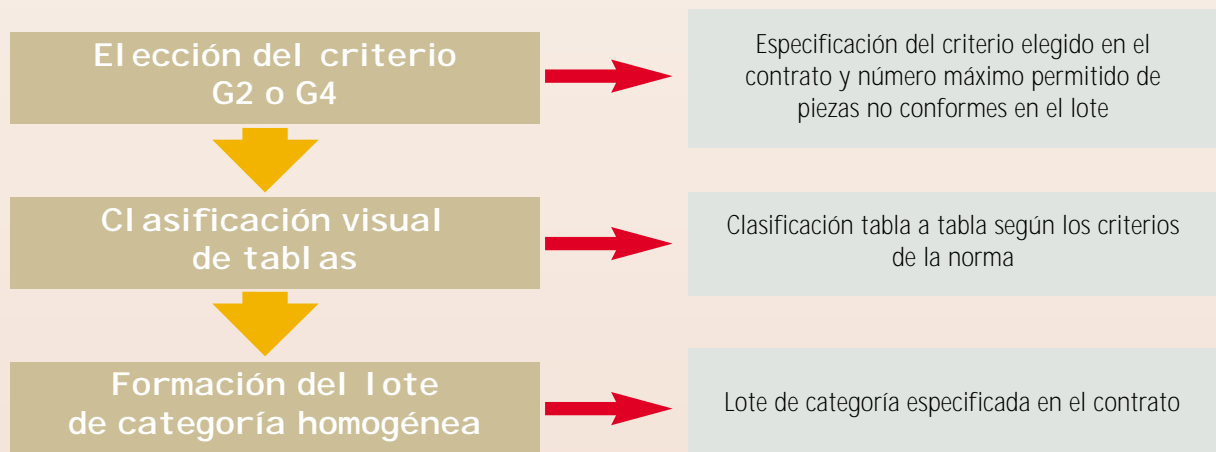 Elección del criterio
G2 o G4
Especificación del criterio elegido en el
contrato y número máximo permitido de
piezas no conformes en el lote
Clasificación visual
de tablas
Clasificación tabla a tabla según los criterios
de la norma
Formación del lote
de categoría homogénea
Lote de categoría especificada en el contrato